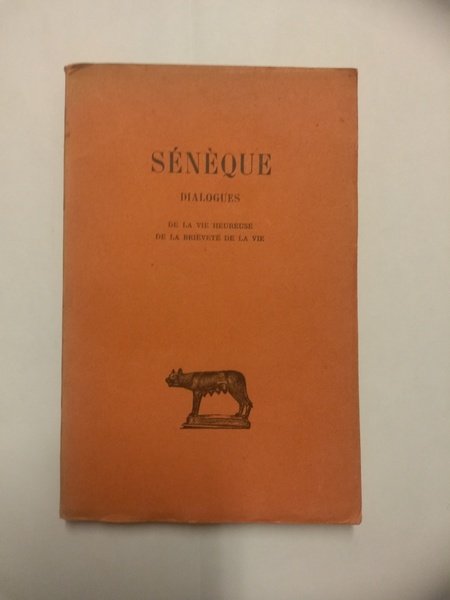 SÉNÈQUE
DIALOGUES
DE LA VIE HEUREUSE
DE LA BRIÈVETÉ DE LA VIE